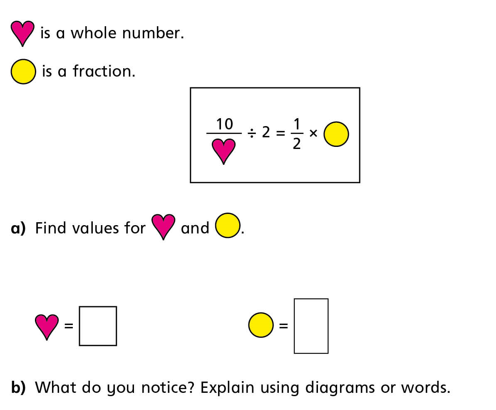 is a whole number.
is a fraction.
10/ ÷ 2 = 1/2 ×
a) Find values for and .
= =
b) What do you notice? Explain using diagrams or words.